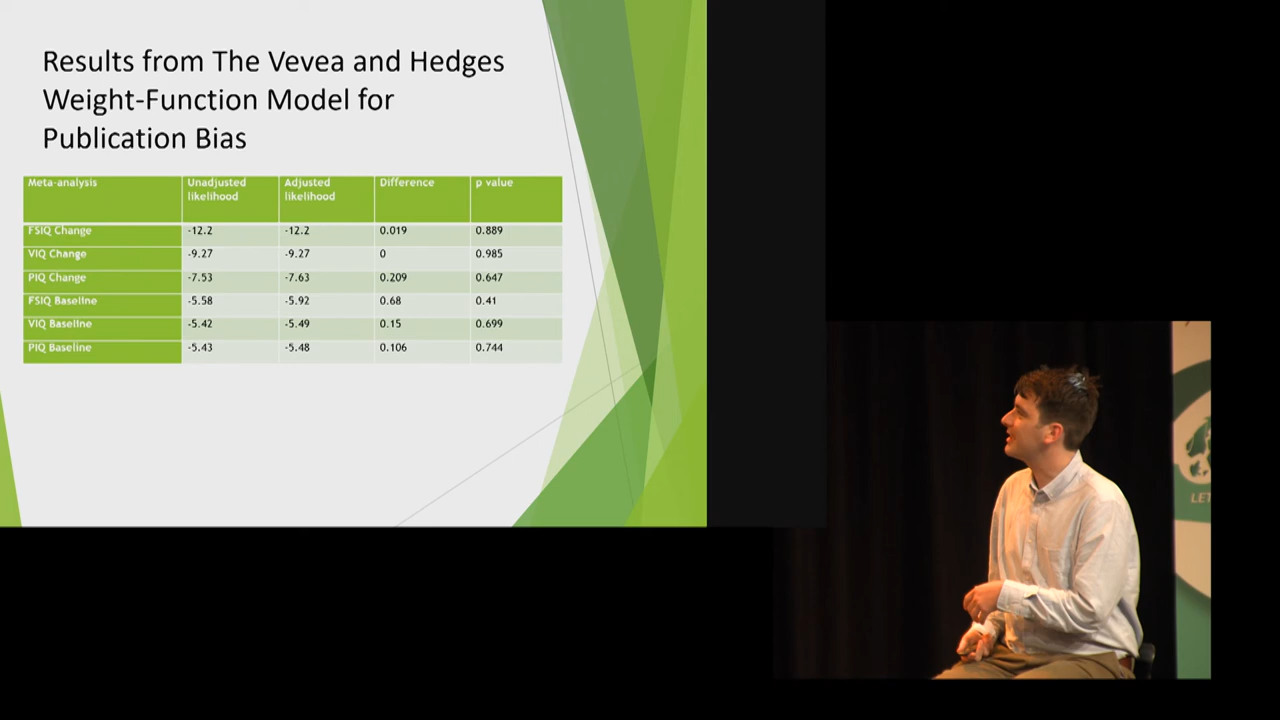 Results from The Vevea and Hedges
Weight-Function Model for
Publication Bias
Meta-analysis Unadjusted likelihood Adjusted likelihood Difference p value
FSIQ Change -12.2 -12.2 0.019 0.889
VIQ Change -9.27 -9.27 0 0.985
PIQ Change -7.53 -7.63 0.209 0.647
FSIQ Baseline -5.58 -5.92 0.68 0.41
VIQ Baseline -5.42 -5.49 0.15 0.699
PIQ Baseline -5.43 -5.48 0.106 0.744